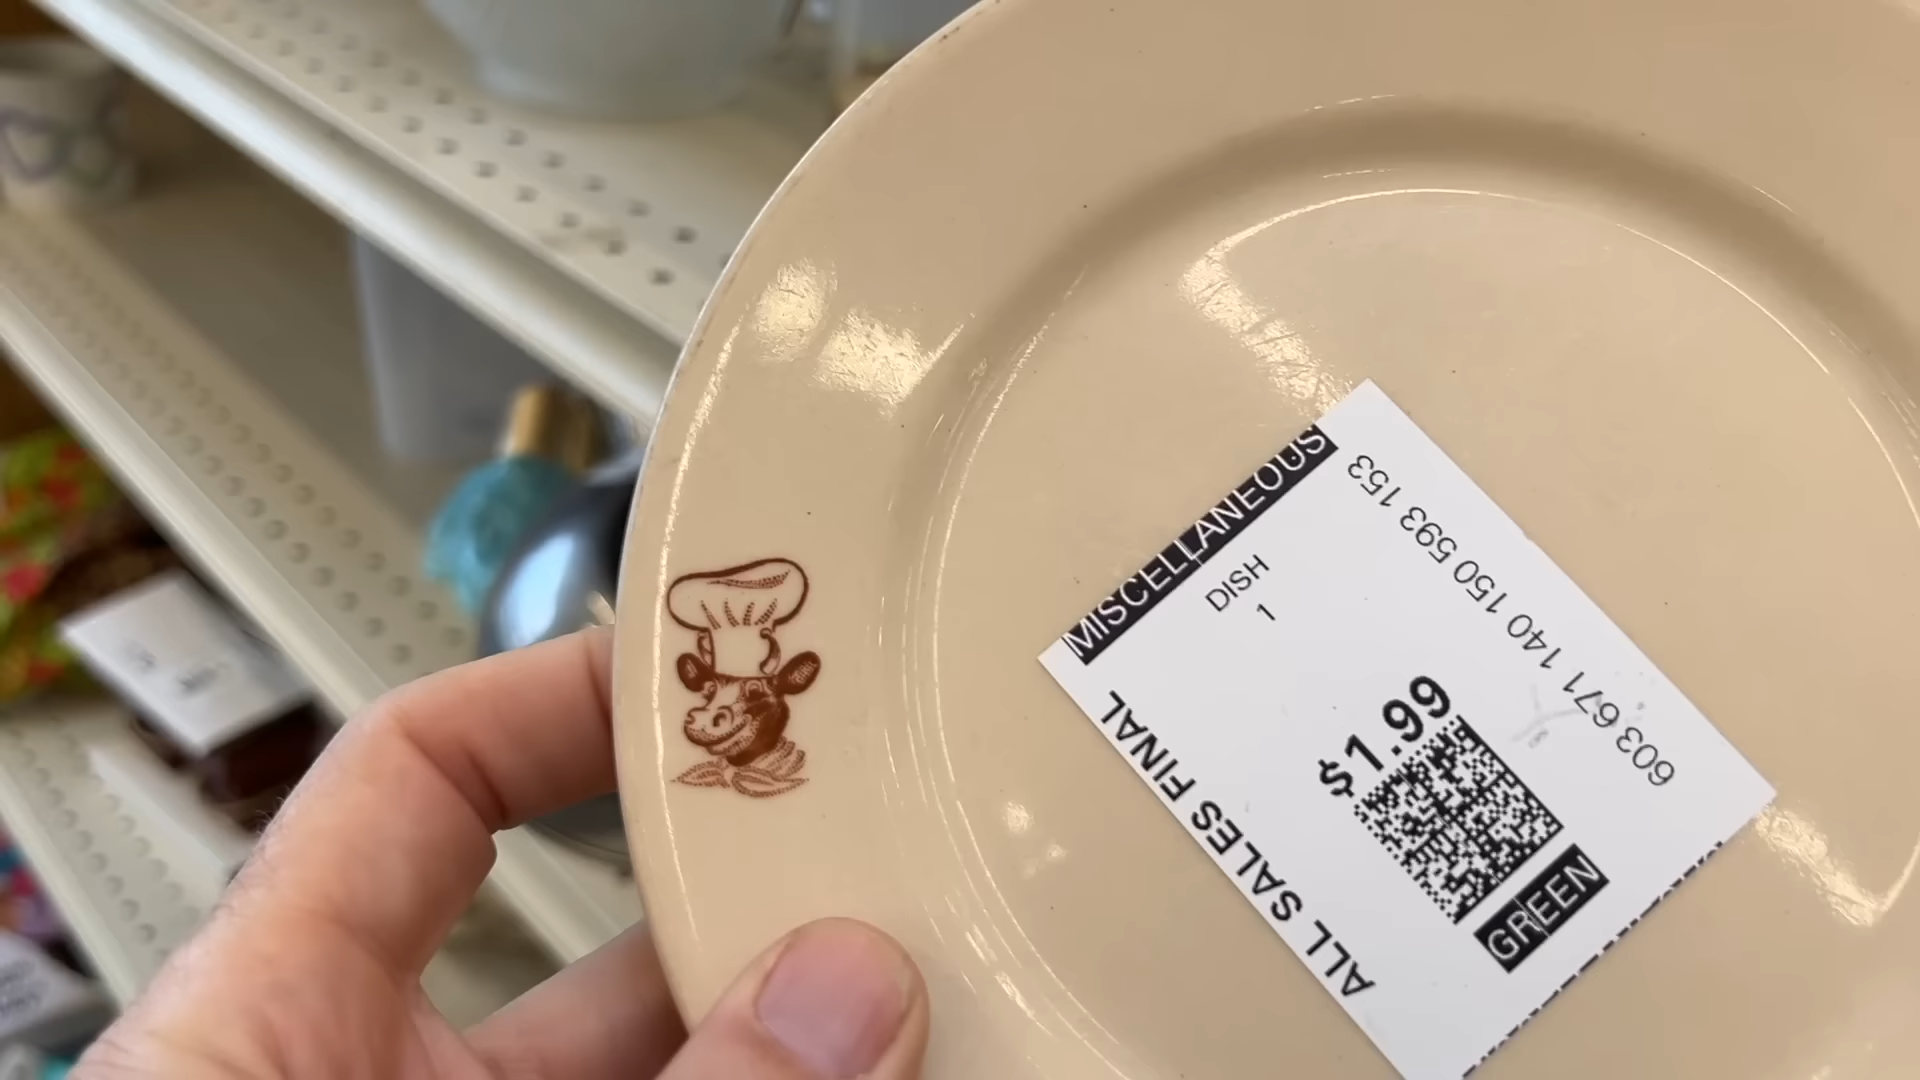 MISCELLANEOUS
DISH
1
603 671 140 150 593 153
$1.99
GREEN
ALL SALES FINAL